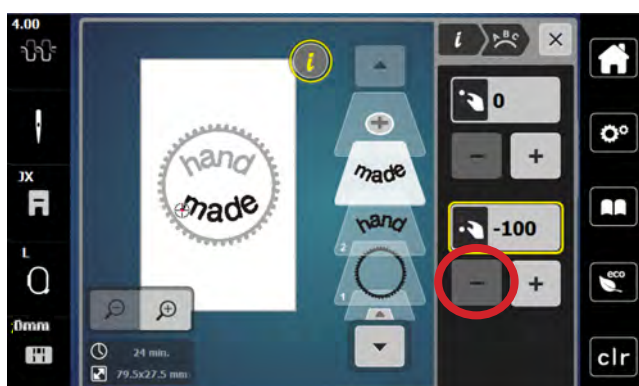 4.00
i
ABC
i
0
hand
made
made
- +
JX
hand
2
-100
L
1
- +
eco
0mm
24 min.
79.5x27.5 mm
clr